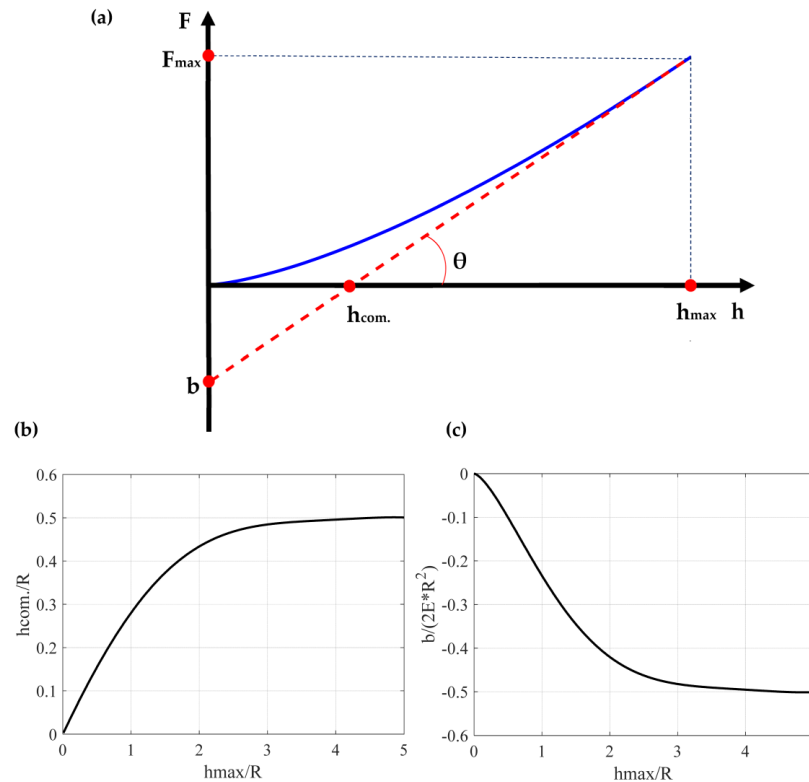 (a)
F
Fmax
θ
hcom.
hmax h
b
(b)
0.6
0.5
0.4
0.3
0.2
0.1
0
0 1 2 3 4 5
hcom./R
hmax/R
(c)
0
-0.1
-0.2
-0.3
-0.4
-0.5
-0.6
0 1 2 3 4 5
b/(2E*R²)
hmax/R